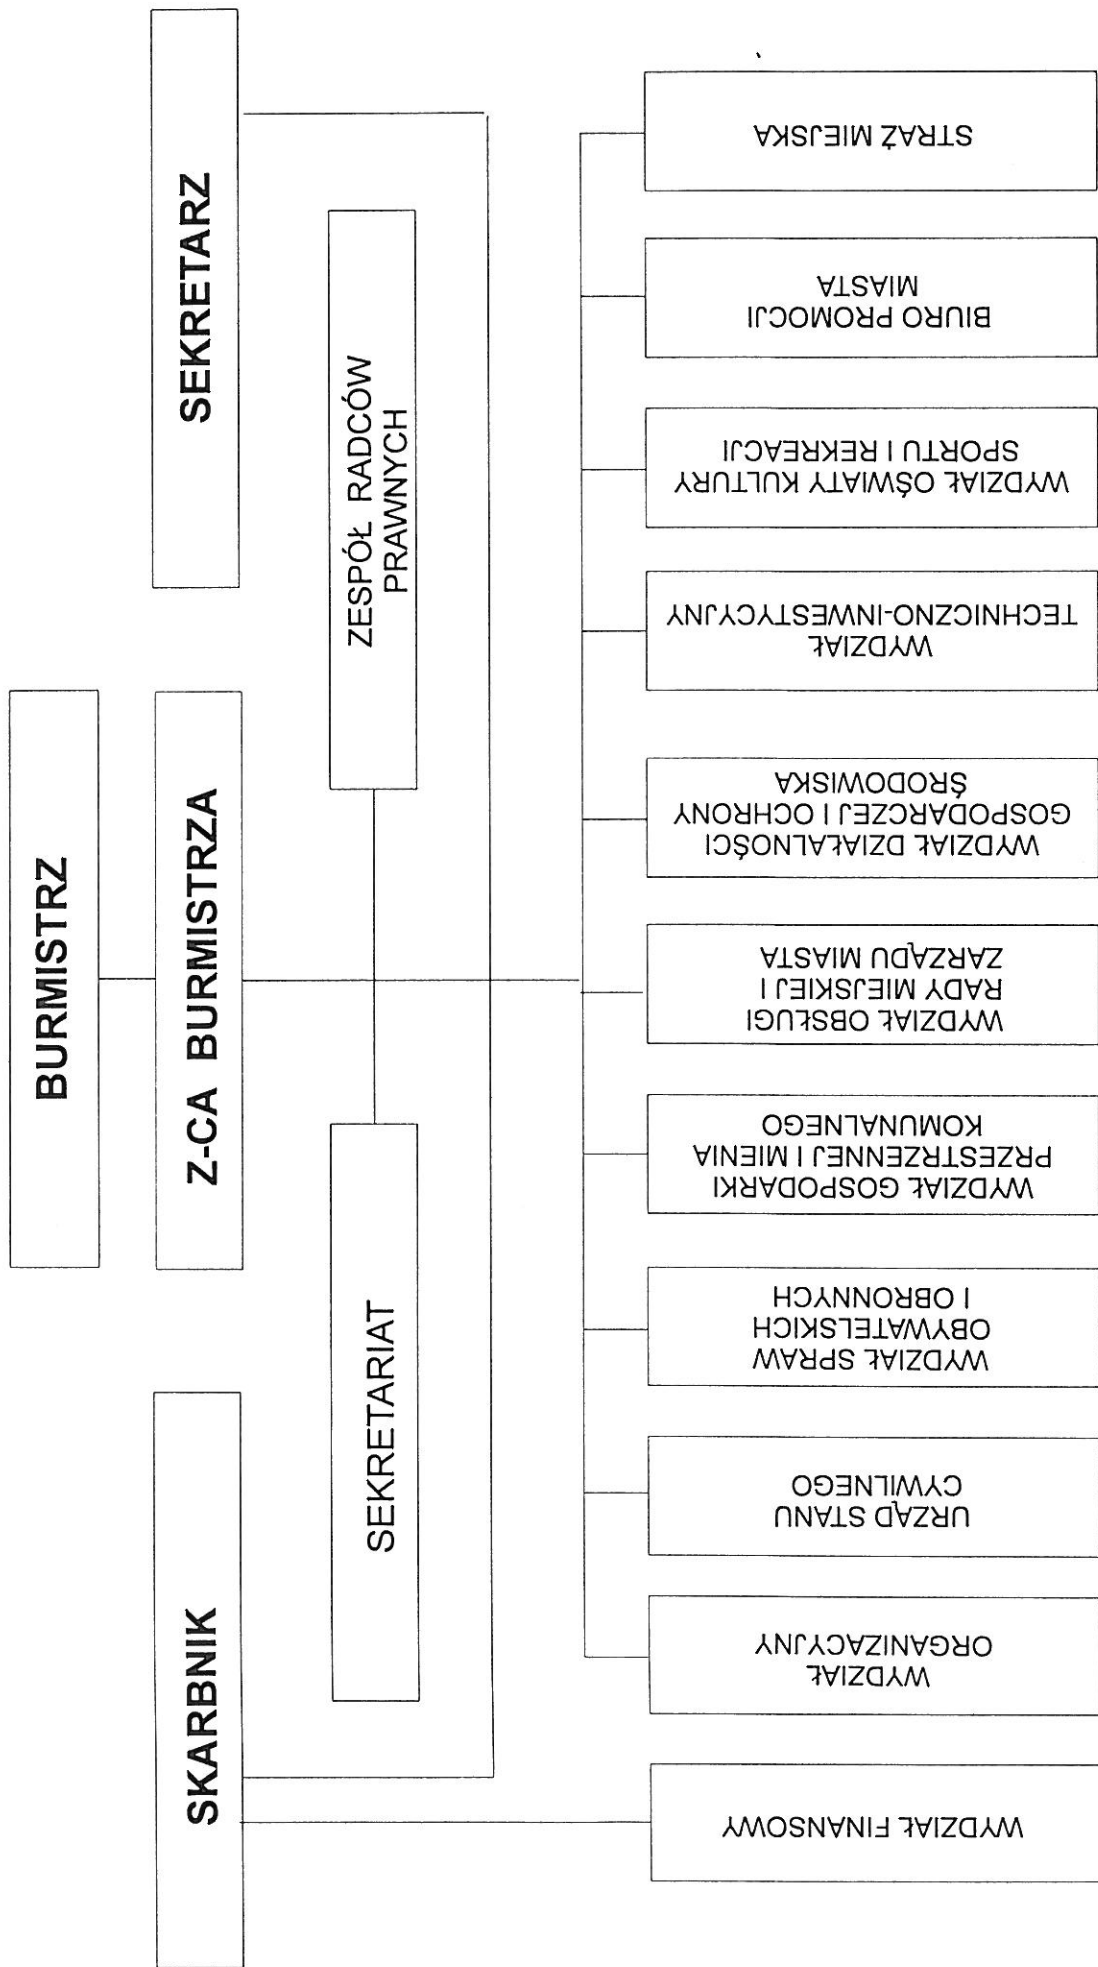 BURMISTRZ
SKARBNIK
Z-CA BURMISTRZA
SEKRETARZ
SEKRETARIAT
ZESPÓŁ RADCÓW
PRAWNYCH
WYDZIAŁ FINANSOWY
WYDZIAŁ
ORGANIZACYJNY
URZĄD STANU
CYWILNEGO
WYDZIAŁ SPRAW
OBYWATELSKICH
I OBRONNYCH
WYDZIAŁ GOSPODARKI
PRZESTRZENNEJ I MIENIA
KOMUNALNEGO
WYDZIAŁ OBSŁUGI
RADY MIEJSKIEJ I
ZARZĄDU MIASTA
WYDZIAŁ DZIAŁALNOŚCI
GOSPODARCZEJ I OCHRONY
ŚRODOWISKA
WYDZIAŁ
TECHNICZNO-INWESTYCYJNY
WYDZIAŁ OŚWIATY KULTURY
SPORTU I REKREACJI
BIURO PROMOCJI
MIASTA
STRAŻ MIEJSKA